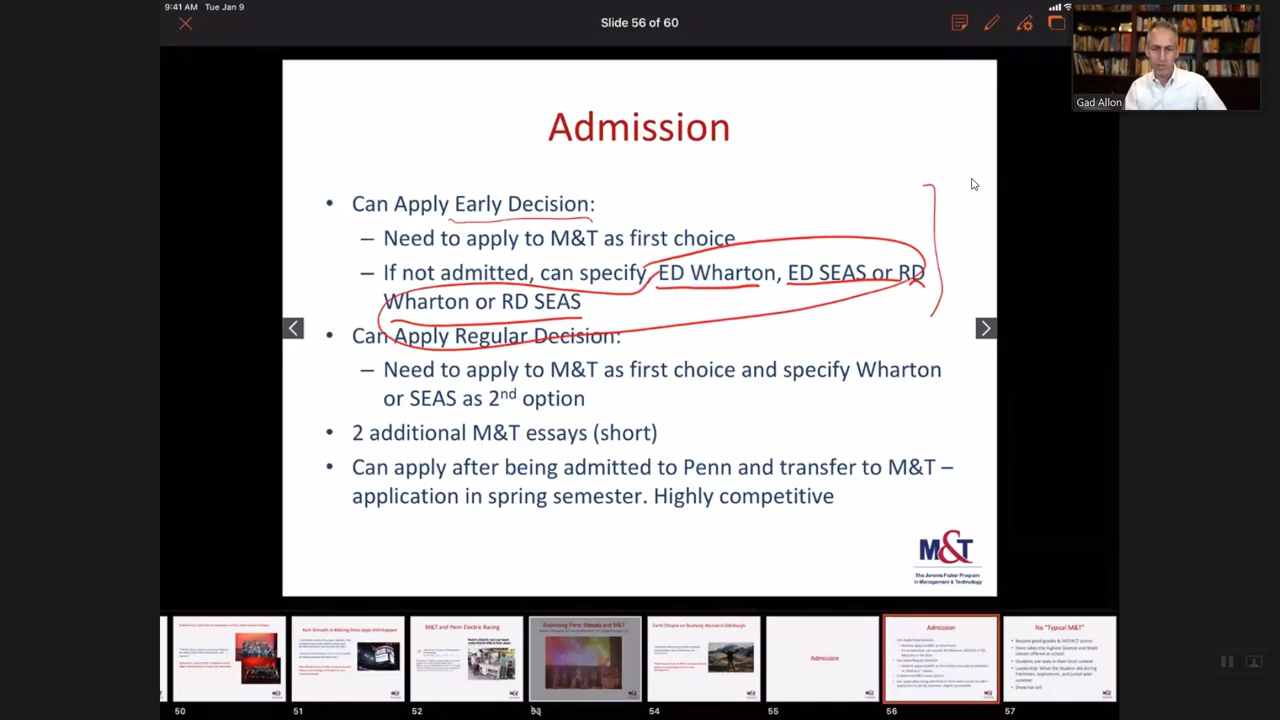 9:41 AM Tue Jan 9
Slide 56 of 60
Gad Allon
Admission
• Can Apply Early Decision:
– Need to apply to M&T as first choice
– If not admitted, can specify ED Wharton, ED SEAS or RD
Wharton or RD SEAS
• Can Apply Regular Decision:
– Need to apply to M&T as first choice and specify Wharton
or SEAS as 2nd option
• 2 additional M&T essays (short)
• Can apply after being admitted to Penn and transfer to M&T –
application in spring semester. Highly competitive
M&T
The Jerome Fisher Program
in Management & Technology
M&T and Penn Electric Racing
Admission
Admission
No "Typical M&T"
50
51
52
53
54
55
56
57